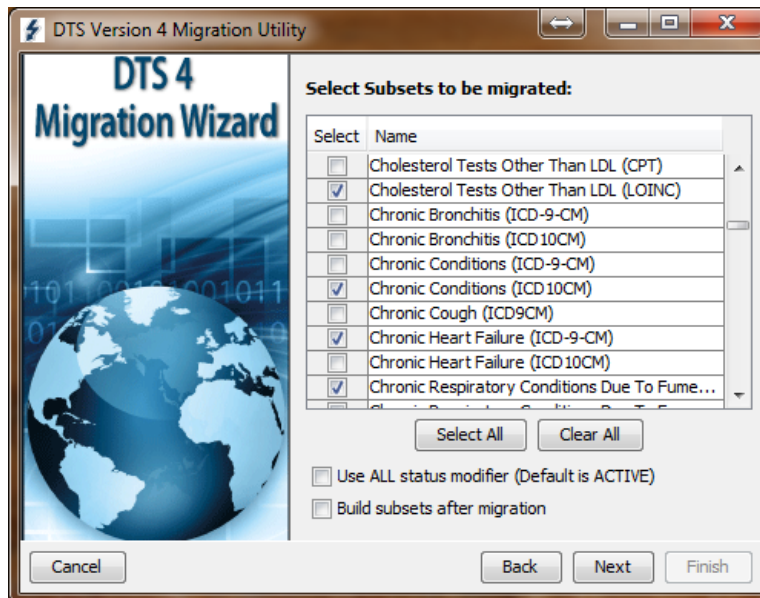 DTS Version 4 Migration Utility
DTS 4
Migration Wizard
Select Subsets to be migrated:
Select Name
Cholesterol Tests Other Than LDL (CPT)
Cholesterol Tests Other Than LDL (LOINC)
Chronic Bronchitis (ICD-9-CM)
Chronic Bronchitis (ICD10CM)
Chronic Conditions (ICD-9-CM)
Chronic Conditions (ICD10CM)
Chronic Cough (ICD9CM)
Chronic Heart Failure (ICD-9-CM)
Chronic Heart Failure (ICD10CM)
Chronic Respiratory Conditions Due To Fume...
Select All Clear All
Use ALL status modifier (Default is ACTIVE)
Build subsets after migration
Cancel Back Next Finish